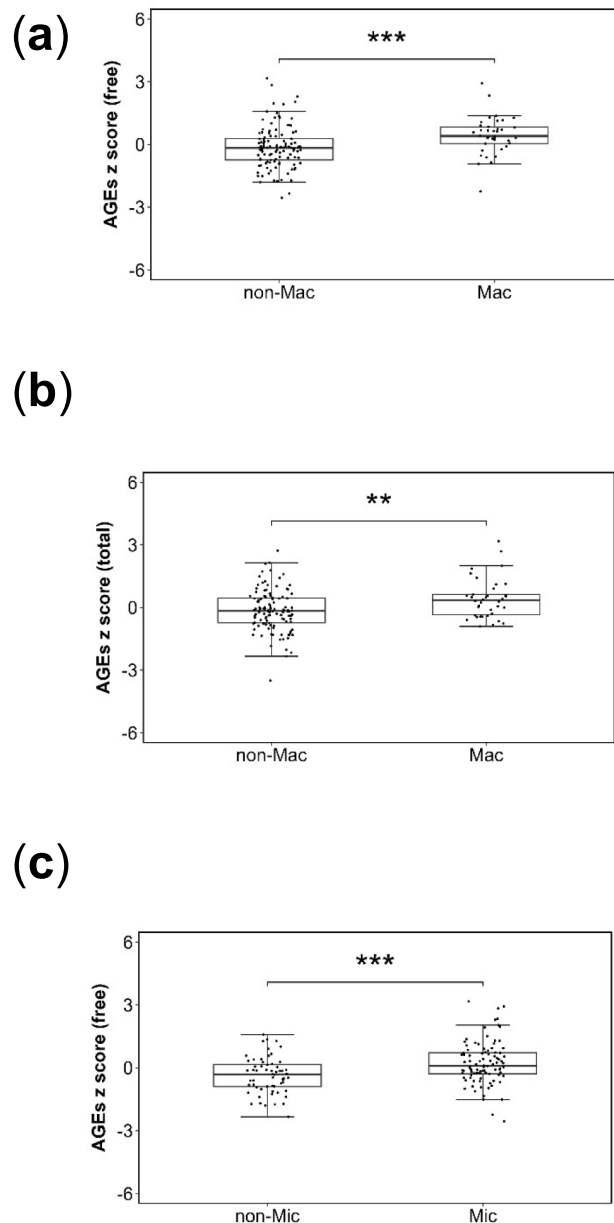 (a)
6
***
3
0
-3
-6
AGEs z score (free)
non-Mac Mac
(b)
6
**
3
0
-3
-6
AGEs z score (total)
non-Mac Mac
(c)
6
***
3
0
-3
-6
AGEs z score (free)
non-Mic Mic